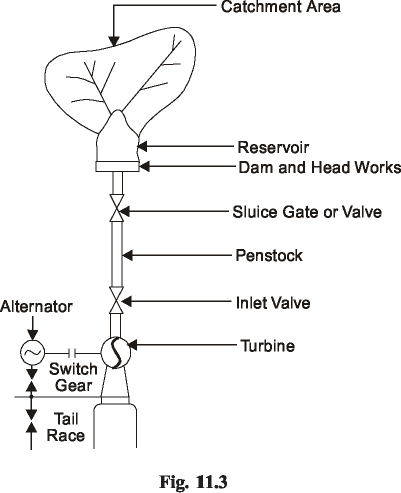 Catchment Area
Reservoir
Dam and Head Works
Sluice Gate or Valve
Penstock
Inlet Valve
Alternator
Turbine
Switch
Gear
Tail
Race
Fig. 11.3